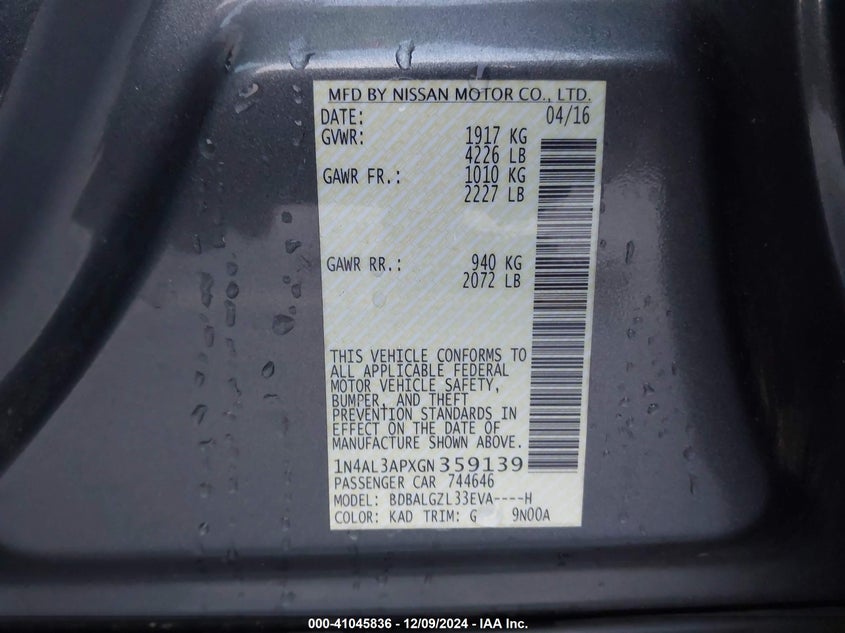 MFD BY NISSAN MOTOR CO., LTD.
DATE: 04/16
GVWR: 1917 KG
4226 LB
GAWR FR.: 1010 KG
2227 LB
GAWR RR.: 940 KG
2072 LB
THIS VEHICLE CONFORMS TO
ALL APPLICABLE FEDERAL
MOTOR VEHICLE SAFETY,
BUMPER, AND THEFT
PREVENTION STANDARDS IN
EFFECT ON THE DATE OF
MANUFACTURE SHOWN ABOVE.
1N4AL3APXGN359139
PASSENGER CAR 744646
MODEL: BDBALGZL33EVA----H
COLOR: KAD TRIM: G 9N00A
000-41045836 - 12/09/2024 - IAA Inc.